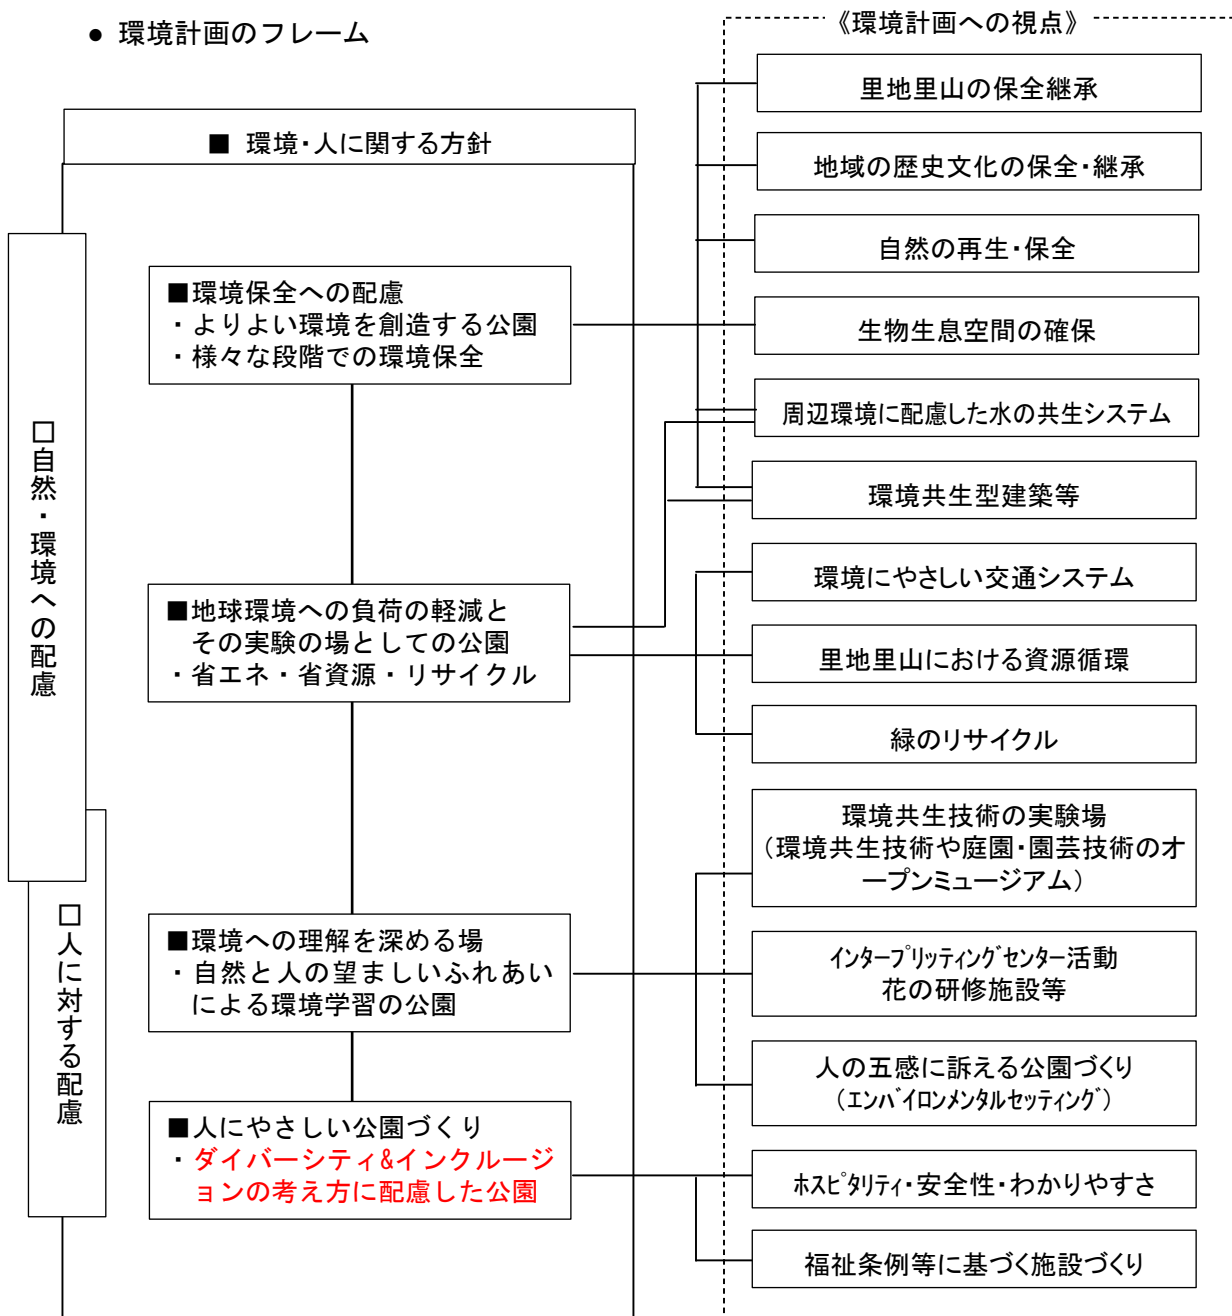 ● 環境計画のフレーム
《環境計画への視点》
■ 環境・人に関する方針
□自然・環境への配慮
□人に対する配慮
■環境保全への配慮
・よりよい環境を創造する公園
・様々な段階での環境保全
■地球環境への負荷の軽減と
その実験の場としての公園
・省エネ・省資源・リサイクル
■環境への理解を深める場
・自然と人の望ましいふれあい
による環境学習の公園
■人にやさしい公園づくり
・ダイバーシティ&インクルージ
ョンの考え方に配慮した公園
里地里山の保全継承
地域の歴史文化の保全・継承
自然の再生・保全
生物生息空間の確保
周辺環境に配慮した水の共生システム
環境共生型建築等
環境にやさしい交通システム
里地里山における資源循環
緑のリサイクル
環境共生技術の実験場
（環境共生技術や庭園・園芸技術のオ
ープンミュージアム）
ｲﾝﾀｰﾌﾟﾘｯﾃｨﾝｸﾞｾﾝﾀｰ活動
花の研修施設等
人の五感に訴える公園づくり
（ｴﾝﾊﾞｲﾛﾝﾒﾝﾀﾙｾｯﾃｨﾝｸﾞ）
ﾎｽﾋﾟﾀﾘﾃｨ・安全性・わかりやすさ
福祉条例等に基づく施設づくり